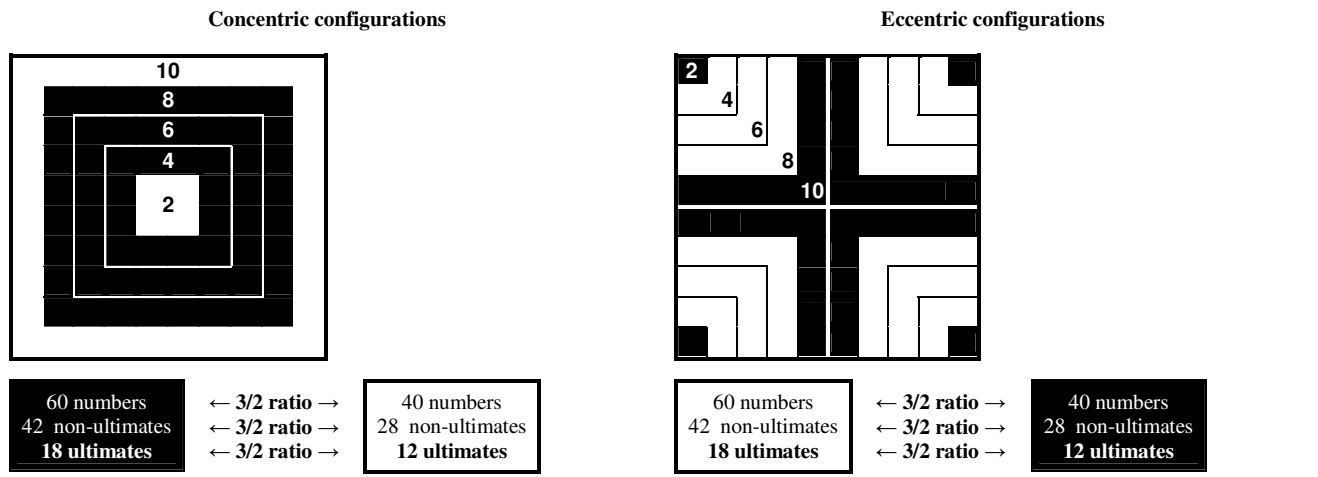 Concentric configurations
10
8
6
4
2
60 numbers
42 non-ultimates
18 ultimates
← 3/2 ratio →
← 3/2 ratio →
← 3/2 ratio →
40 numbers
28 non-ultimates
12 ultimates
Eccentric configurations
2
4
6
8
10
60 numbers
42 non-ultimates
18 ultimates
← 3/2 ratio →
← 3/2 ratio →
← 3/2 ratio →
40 numbers
28 non-ultimates
12 ultimates